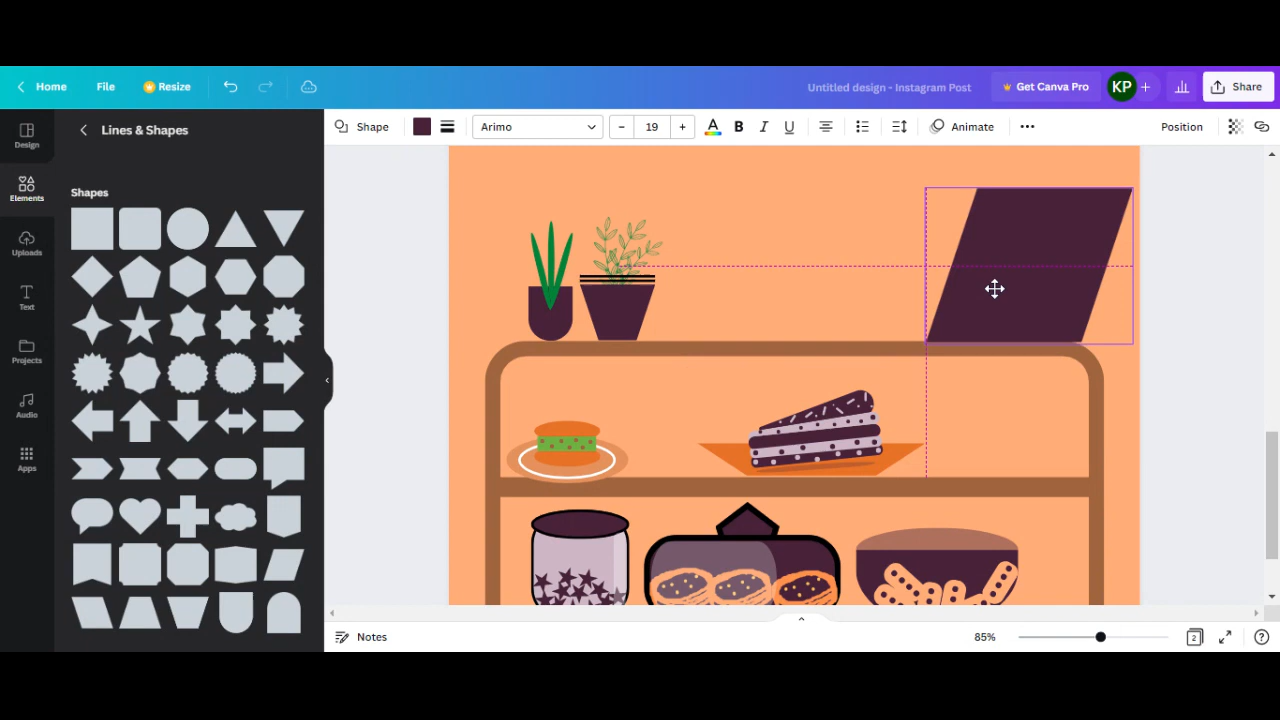 Home File Resize Untitled design - Instagram Post Get Canva Pro KP + Share
Design
Elements
Uploads
Text
Projects
Audio
Apps
Lines & Shapes
Shapes
Shape Arimo – 19 + A B I U Animate Position
Notes 85% 2 ?